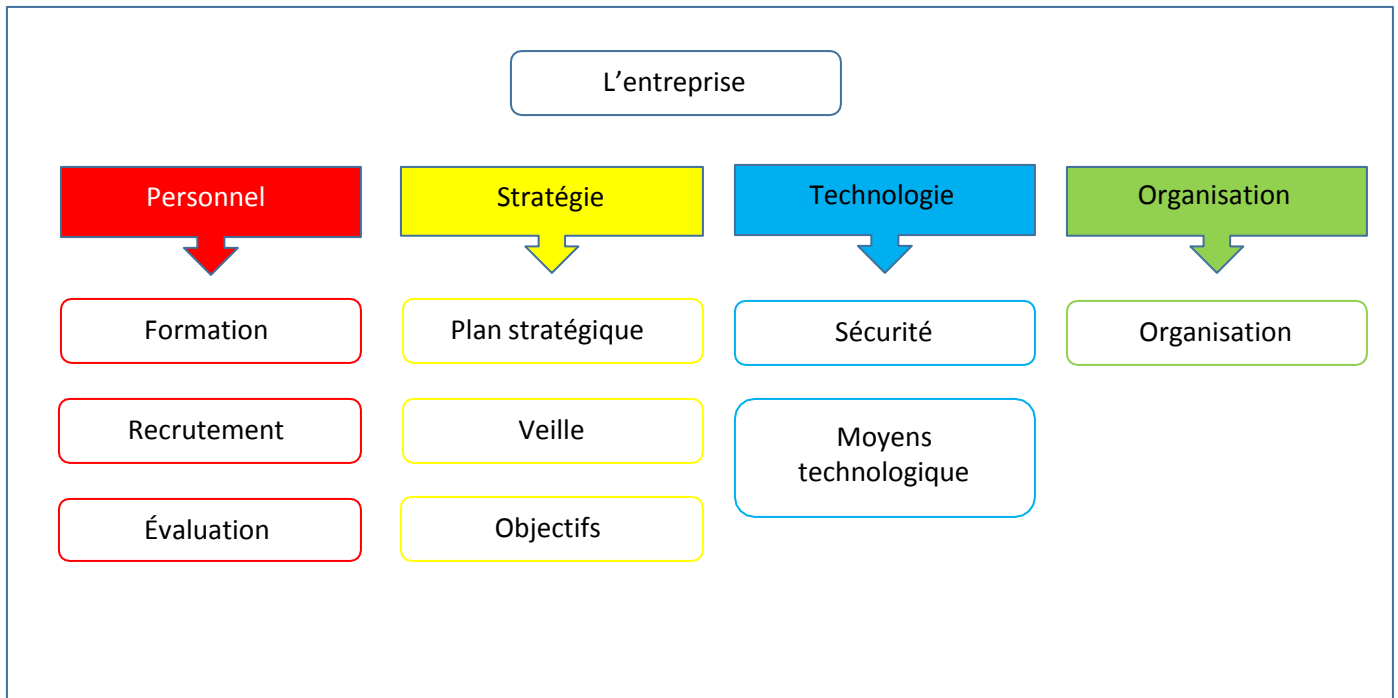 L’entreprise
Personnel
Stratégie
Technologie
Organisation
Formation
Plan stratégique
Sécurité
Organisation
Recrutement
Veille
Moyens
technologique
Évaluation
Objectifs